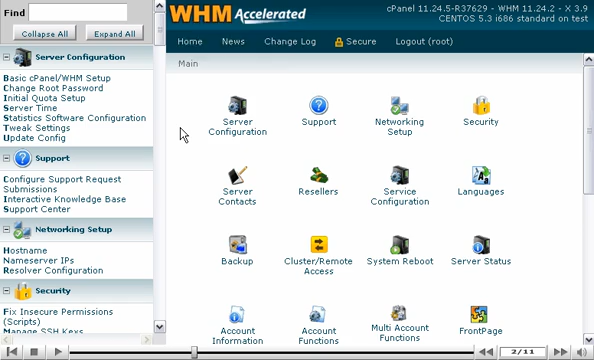 Find
Collapse All
Expand All
Server Configuration
Basic cPanel/WHM Setup
Change Root Password
Initial Quota Setup
Server Time
Statistics Software Configuration
Tweak Settings
Update Config
Support
Configure Support Request
Submissions
Interactive Knowledge Base
Support Center
Networking Setup
Hostname
Nameserver IPs
Resolver Configuration
Security
Fix Insecure Permissions
(Scripts)
Manage SSH Keys
WHM Accelerated
cPanel 11.24.5-R37629 - WHM 11.24.2 - X 3.9
CENTOS 5.3 i686 standard on test
Home
News
Change Log
Secure
Logout (root)
Main
Server
Configuration
Support
Networking
Setup
Security
Server
Contacts
Resellers
Service
Configuration
Languages
Backup
Cluster/Remote
Access
System Reboot
Server Status
Account
Information
Account
Functions
Multi Account
Functions
FrontPage
2/11